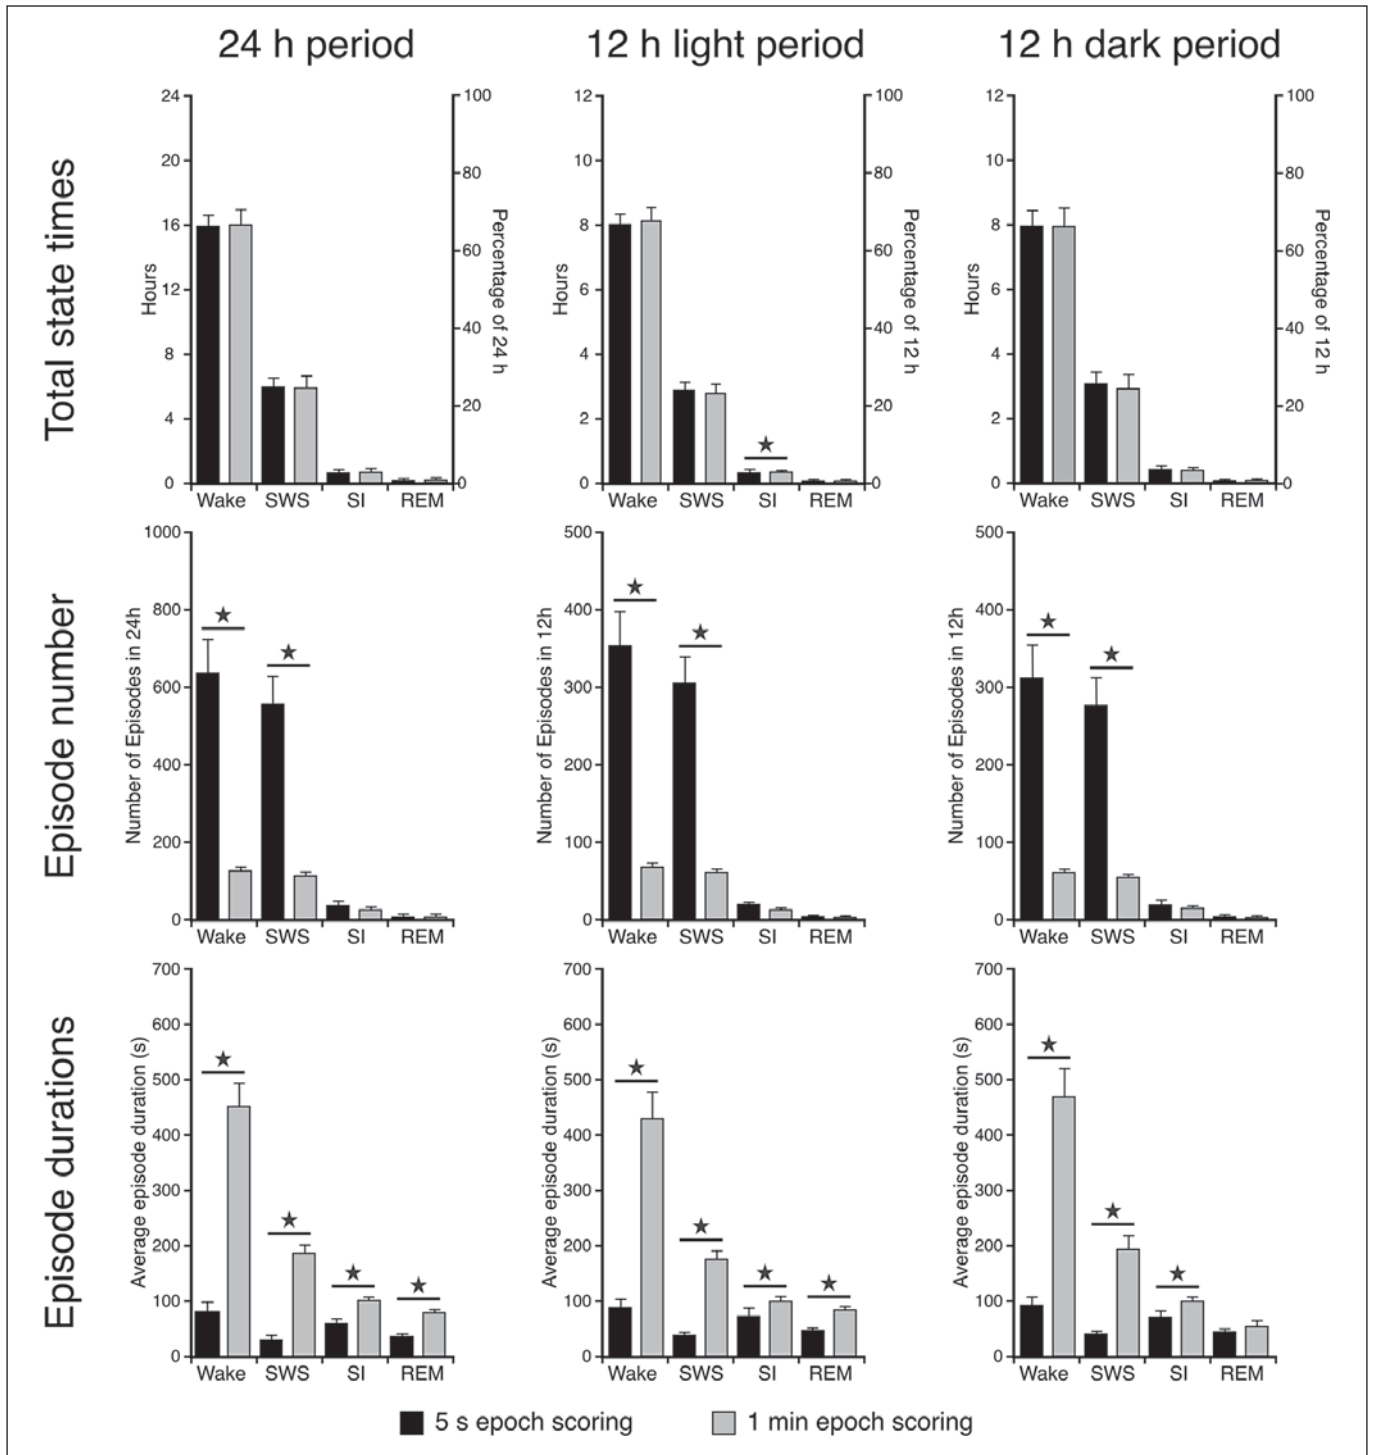 24 h period
12 h light period
12 h dark period
Total state times
Hours
24
20
16
12
8
4
0
Wake SWS SI REM
100
80
60
40
20
0
Percentage of 24 h
Hours
12
10
8
6
4
2
0
Wake SWS SI REM
100
80
60
40
20
0
Percentage of 12 h
Hours
12
10
8
6
4
2
0
Wake SWS SI REM
100
80
60
40
20
0
Percentage of 12 h
Episode number
Number of Episodes in 24h
1000
800
600
400
200
0
Wake SWS SI REM
Number of Episodes in 12h
500
400
300
200
100
0
Wake SWS SI REM
Number of Episodes in 12h
500
400
300
200
100
0
Wake SWS SI REM
Episode durations
Average episode duration (s)
700
600
500
400
300
200
100
0
Wake SWS SI REM
Average episode duration (s)
700
600
500
400
300
200
100
0
Wake SWS SI REM
Average episode duration (s)
700
600
500
400
300
200
100
0
Wake SWS SI REM
5 s epoch scoring
1 min epoch scoring